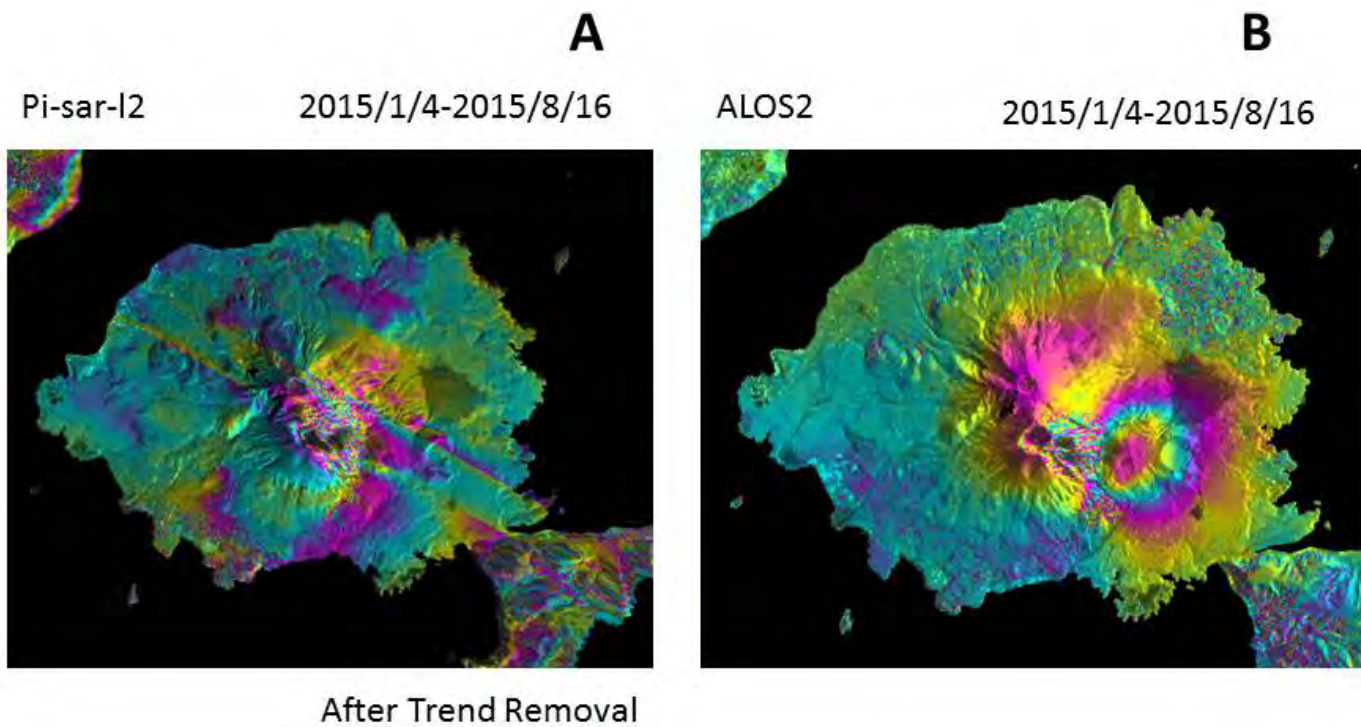 A
B
Pi-sar-l2 2015/1/4-2015/8/16
ALOS2 2015/1/4-2015/8/16
After Trend Removal